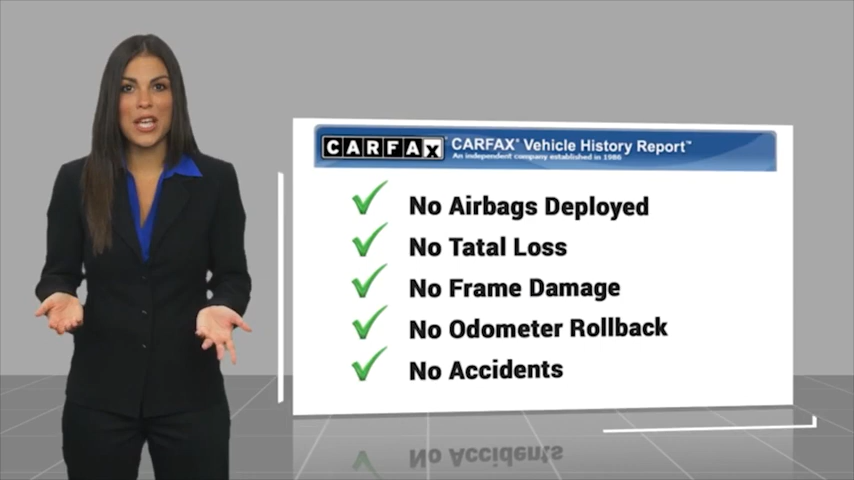 CARFAX CARFAX® Vehicle History Report™
An independent company established in 1986
No Airbags Deployed
No Tatal Loss
No Frame Damage
No Odometer Rollback
No Accidents
No Accidents